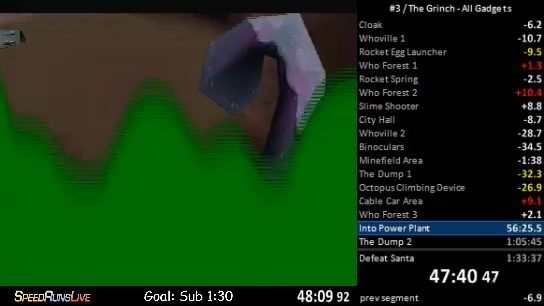 #3 / The Grinch - All Gadgets
Cloak -6.2
Whoville 1 -10.7
Rocket Egg Launcher -9.5
Who Forest 1 +1.3
Rocket Spring -2.5
Who Forest 2 +10.4
Slime Shooter +8.8
City Hall -8.7
Whoville 2 -28.7
Binoculars -34.5
Minefield Area -1:38
The Dump 1 -32.3
Octopus Climbing Device -26.9
Cable Car Area +9.1
Who Forest 3 +2.1
Into Power Plant 56:25.5
The Dump 2 1:05:45
Defeat Santa 1:33:37
47:40 47
prev segment -6.9
SPEEDRUNSLIVE Goal: Sub 1:30 48:09 92